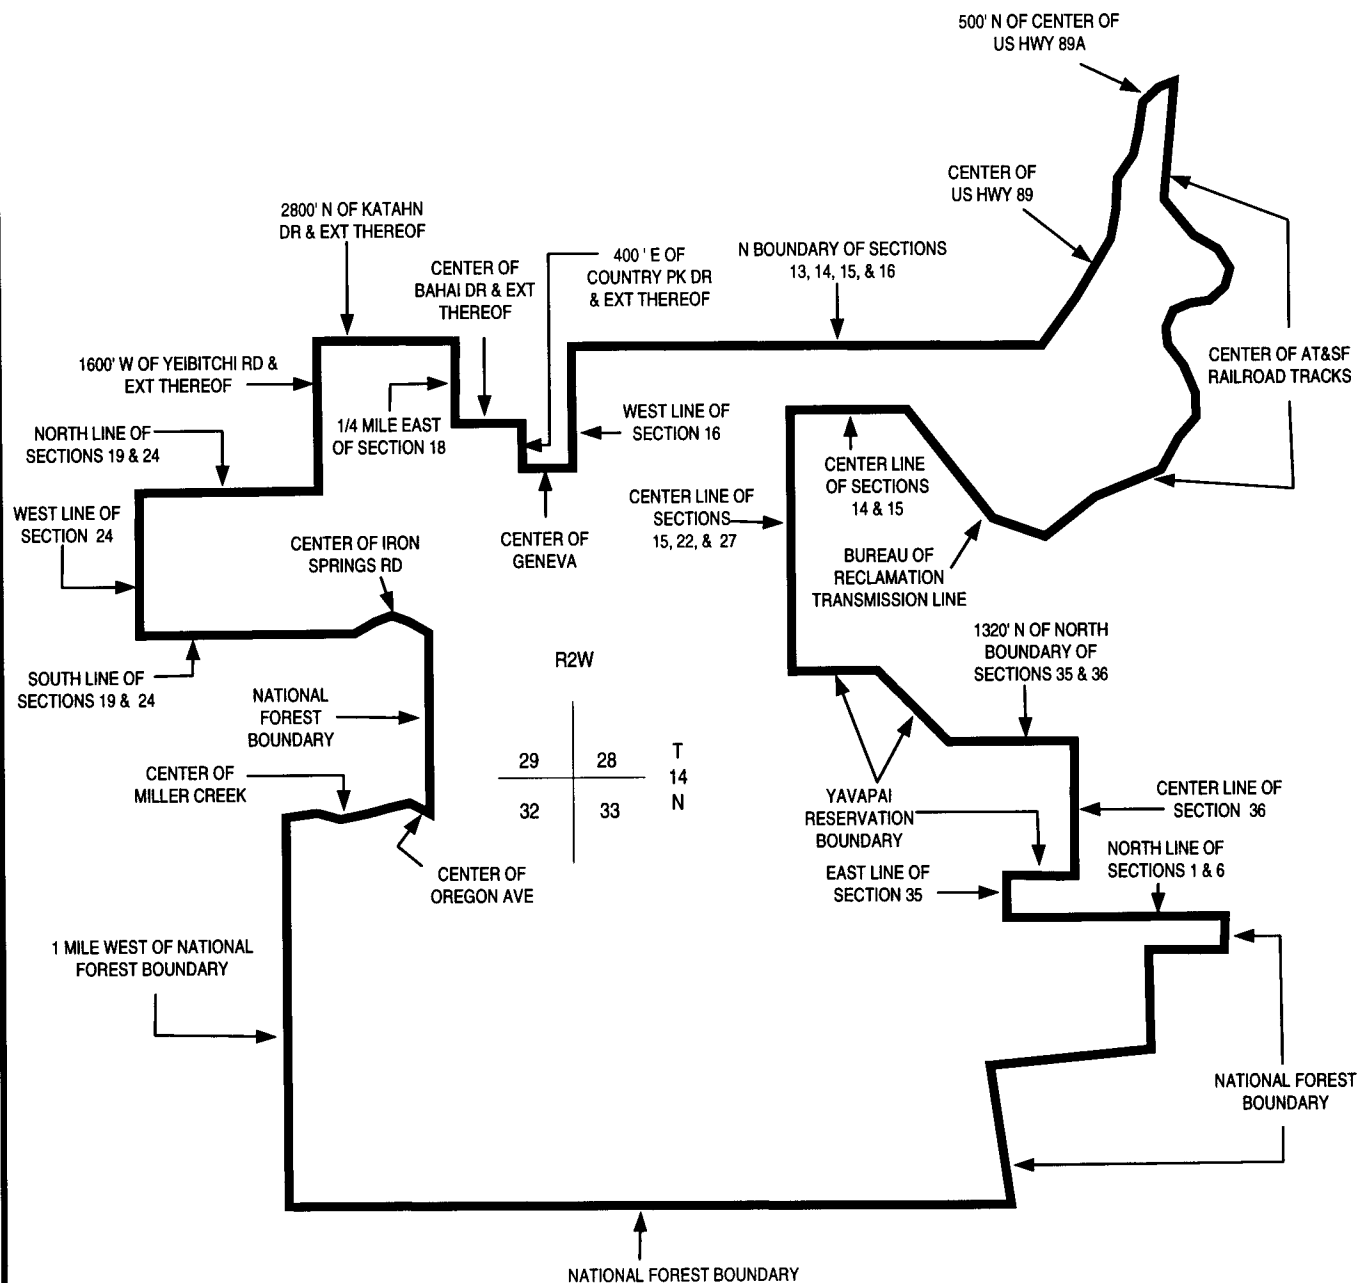 500' N OF CENTER OF
US HWY 89A
CENTER OF
US HWY 89
2800' N OF KATAHN
DR & EXT THEREOF
CENTER OF
BAHAI DR & EXT
THEREOF
400 ' E OF
COUNTRY PK DR
& EXT THEREOF
N BOUNDARY OF SECTIONS
13, 14, 15, & 16
1600' W OF YEIBITCHI RD &
EXT THEREOF
CENTER OF AT&SF
RAILROAD TRACKS
NORTH LINE OF
SECTIONS 19 & 24
1/4 MILE EAST
OF SECTION 18
WEST LINE OF
SECTION 16
CENTER LINE
OF SECTIONS
14 & 15
WEST LINE OF
SECTION 24
CENTER OF IRON
SPRINGS RD
CENTER OF
GENEVA
CENTER LINE OF
SECTIONS
15, 22, & 27
BUREAU OF
RECLAMATION
TRANSMISSION LINE
SOUTH LINE OF
SECTIONS 19 & 24
R2W
1320' N OF NORTH
BOUNDARY OF
SECTIONS 35 & 36
NATIONAL
FOREST
BOUNDARY
29 28
32 33
T
14
N
CENTER OF
MILLER CREEK
YAVAPAI
RESERVATION
BOUNDARY
CENTER LINE OF
SECTION 36
CENTER OF
OREGON AVE
EAST LINE OF
SECTION 35
NORTH LINE OF
SECTIONS 1 & 6
1 MILE WEST OF NATIONAL
FOREST BOUNDARY
NATIONAL FOREST
BOUNDARY
NATIONAL FOREST BOUNDARY